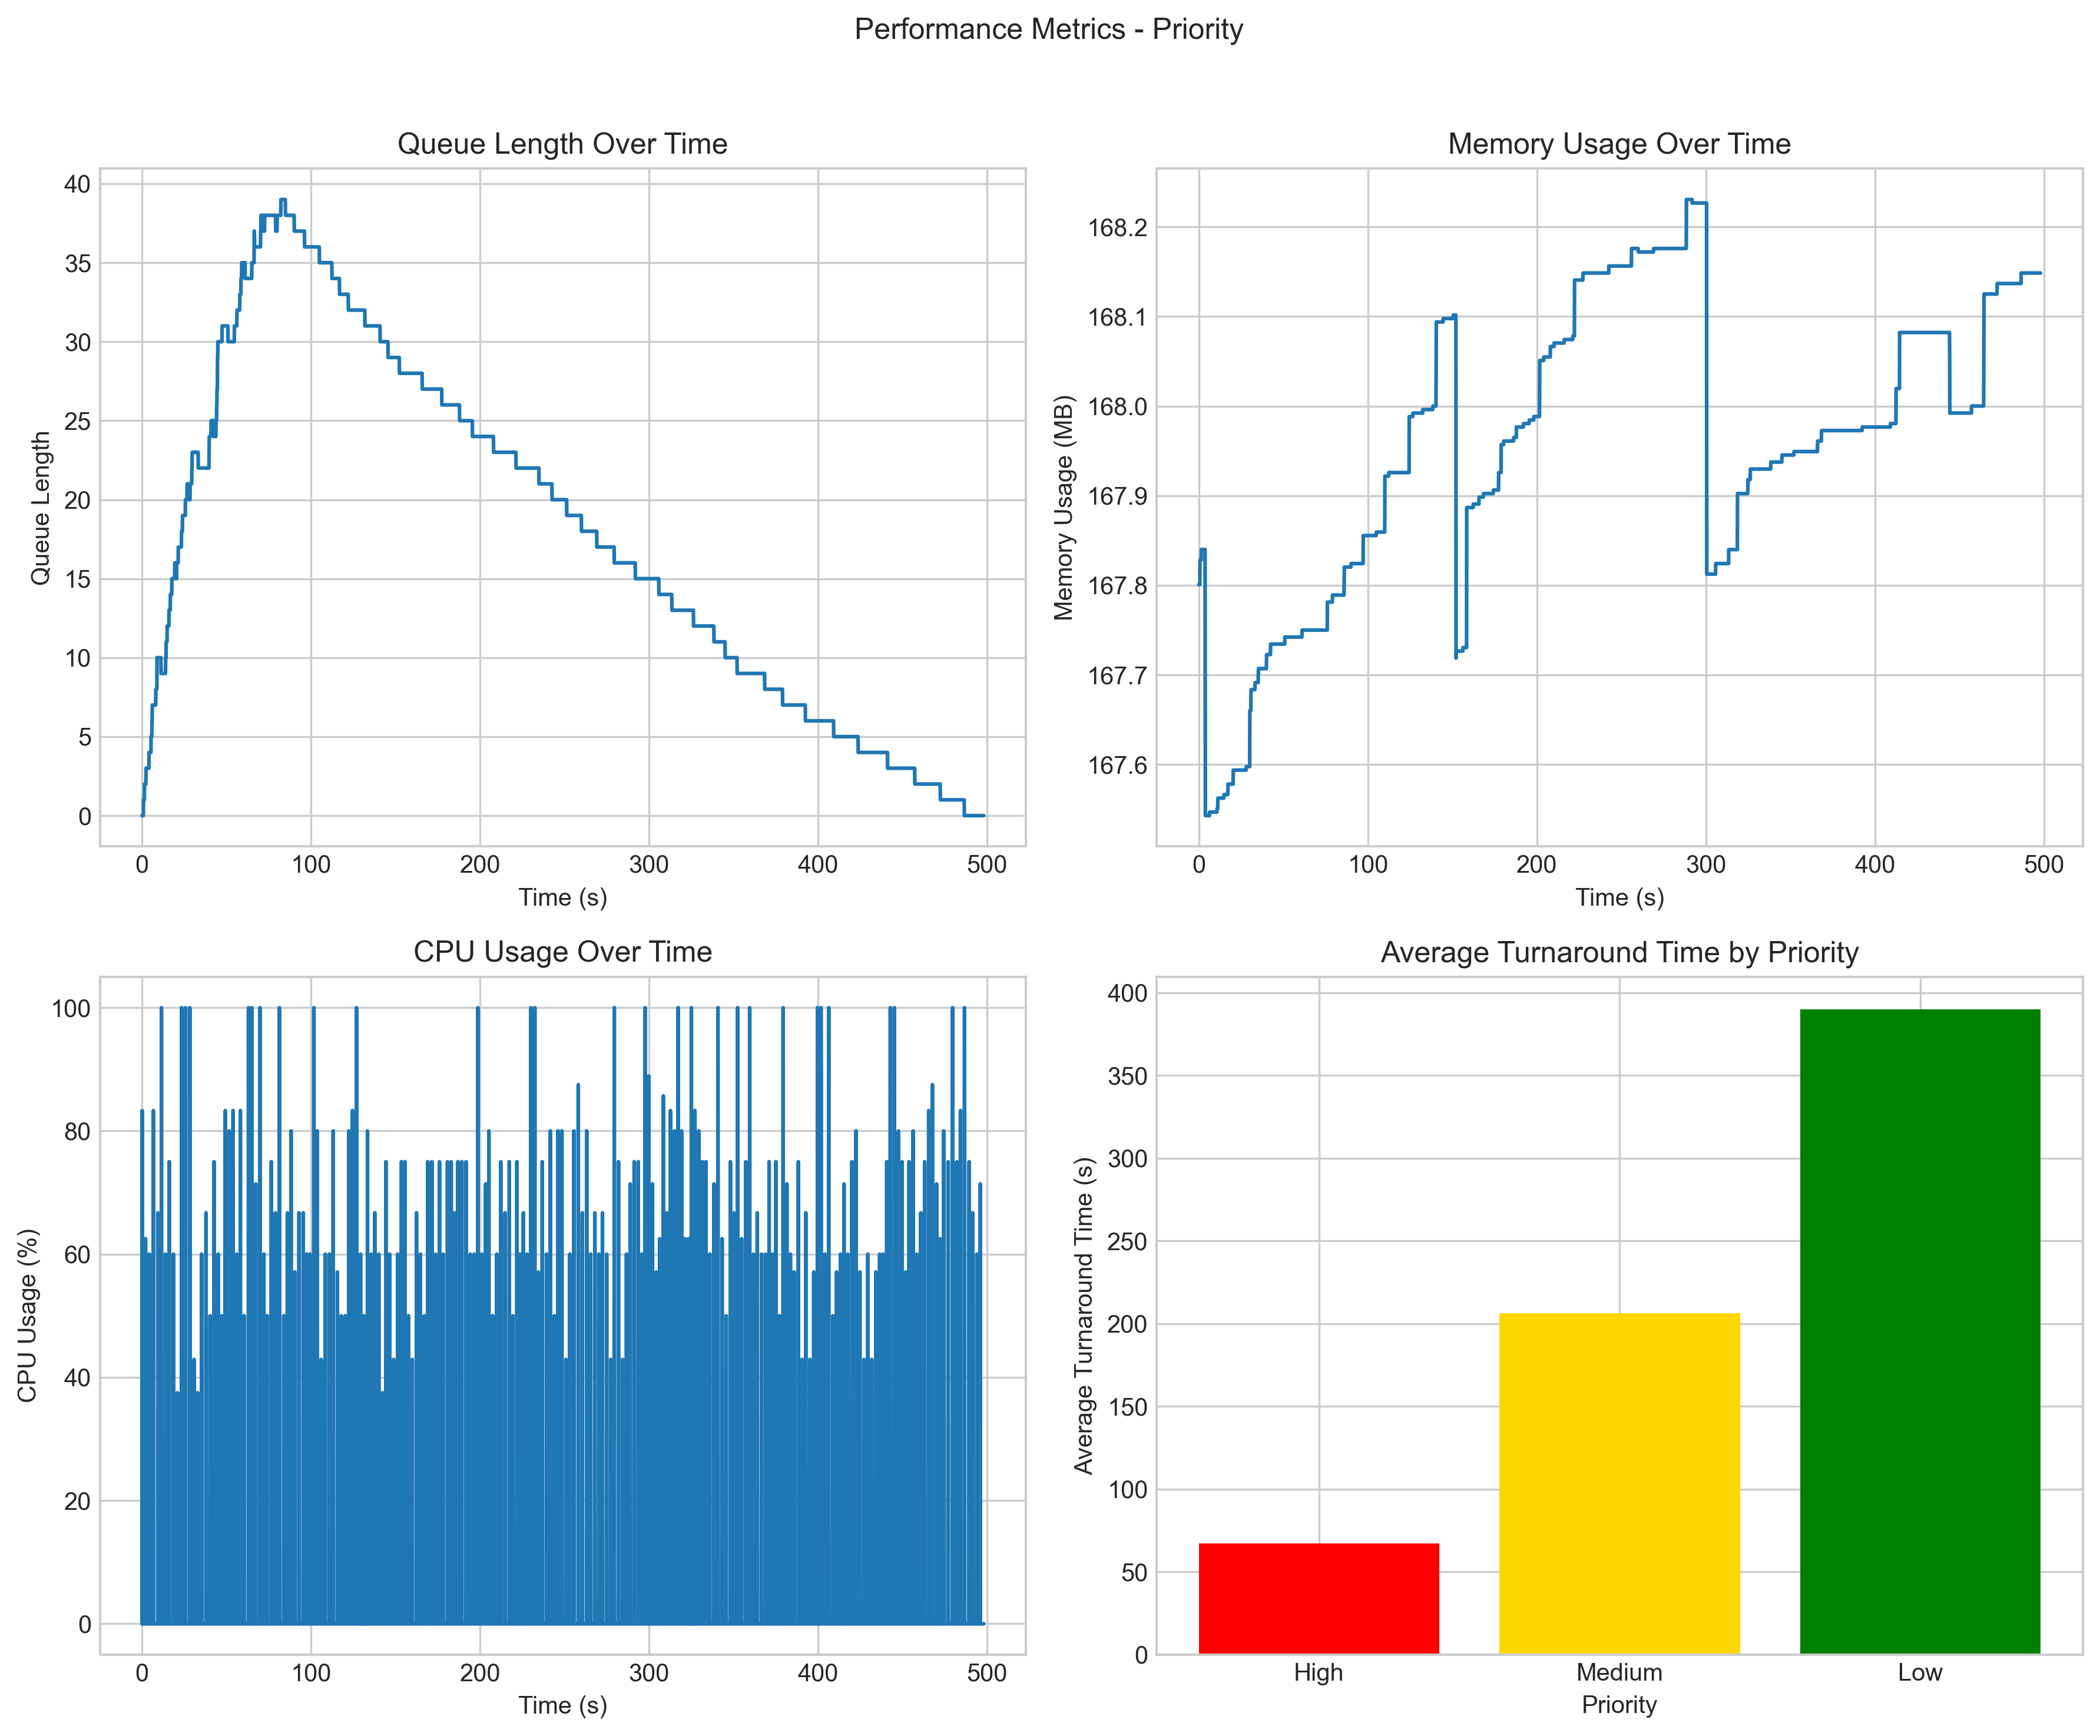 Performance Metrics - Priority
Queue Length Over Time
40
35
30
25
20
15
10
5
0
Queue Length
0 100 200 300 400 500
Time (s)
Memory Usage Over Time
168.2
168.1
168.0
167.9
167.8
167.7
167.6
Memory Usage (MB)
0 100 200 300 400 500
Time (s)
CPU Usage Over Time
100
80
60
40
20
0
CPU Usage (%)
0 100 200 300 400 500
Time (s)
Average Turnaround Time by Priority
400
350
300
250
200
150
100
50
0
Average Turnaround Time (s)
High Medium Low
Priority